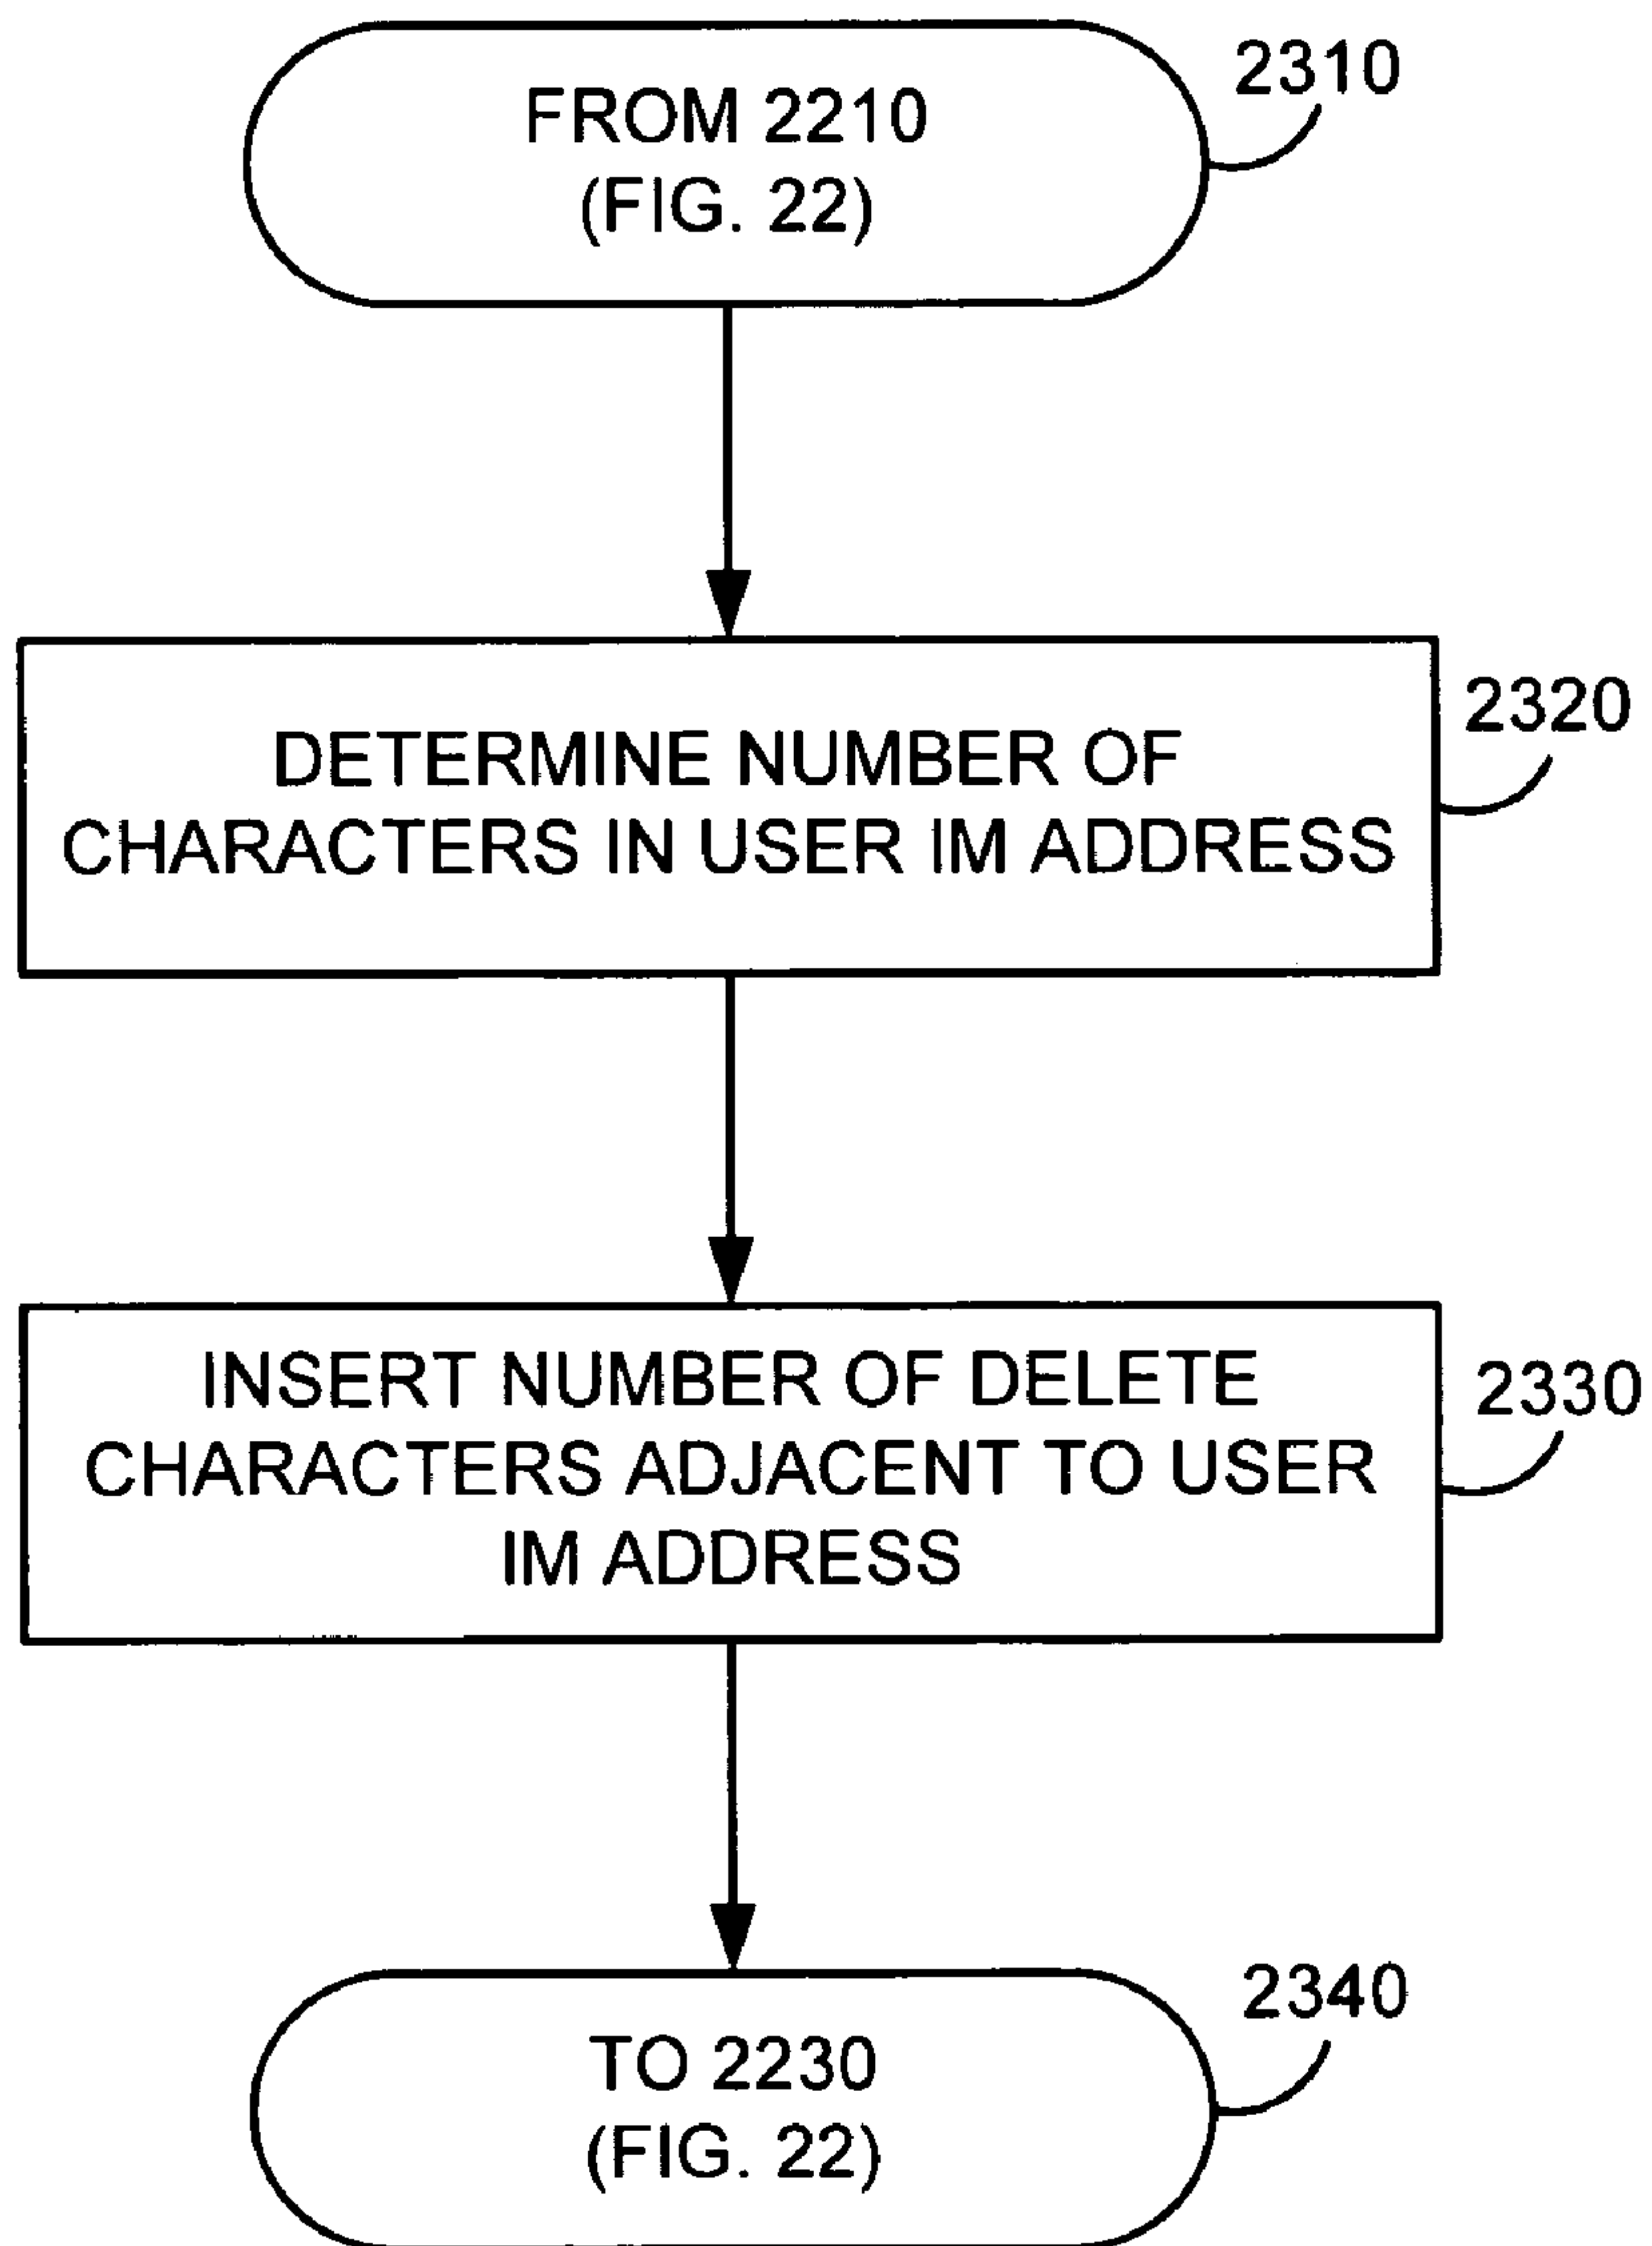 2310
FROM 2210
(FIG. 22)
2320
DETERMINE NUMBER OF
CHARACTERS IN USER IM ADDRESS
2330
INSERT NUMBER OF DELETE
CHARACTERS ADJACENT TO USER
IM ADDRESS
2340
TO 2230
(FIG. 22)